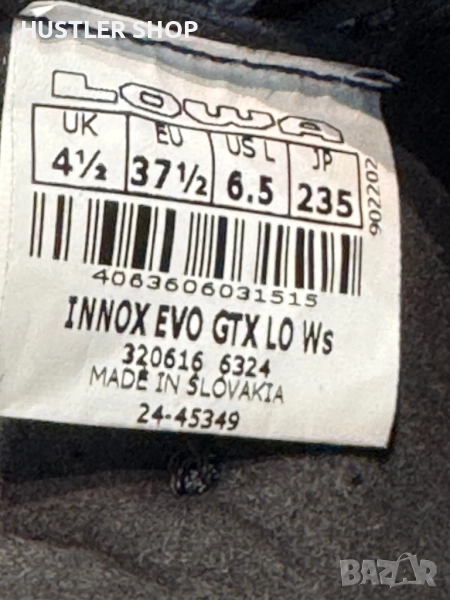 HUSTLER SHOP
LOWA
UK EU US L JP
4½ 37½ 6.5 235
902202
4063606031515
INNOX EVO GTX LO Ws
320616 6324
MADE IN SLOVAKIA
24-45349
BAZAR